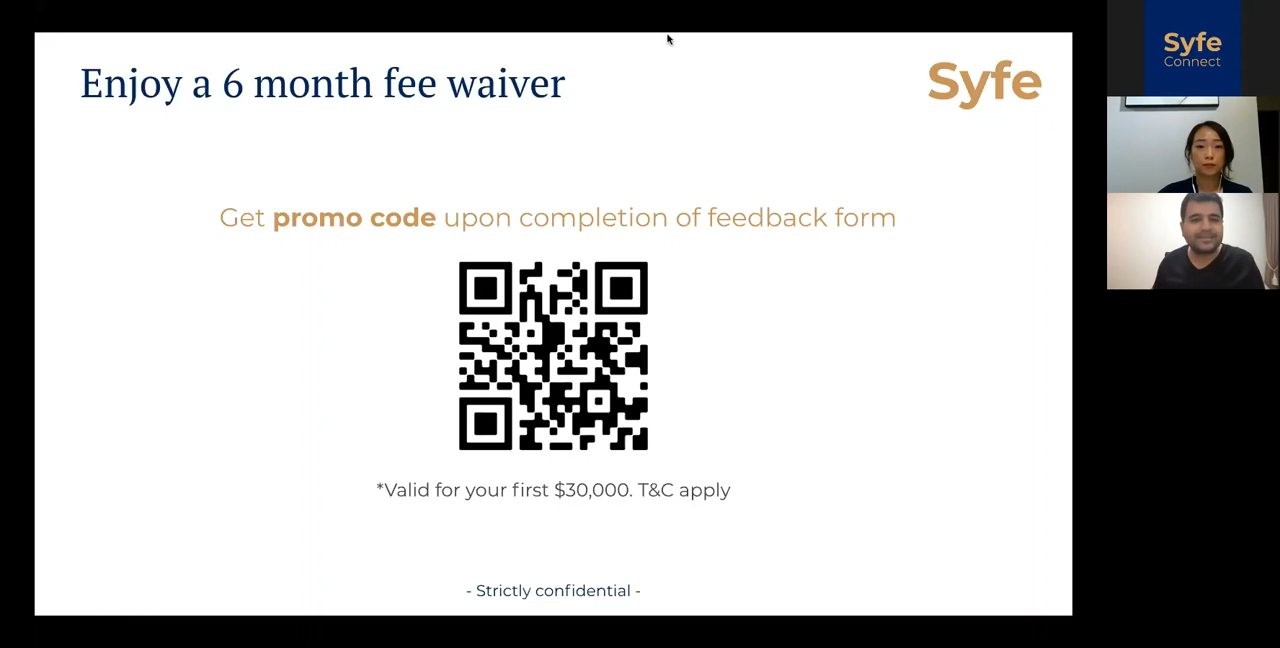 Enjoy a 6 month fee waiver
Syfe
Get promo code upon completion of feedback form
*Valid for your first $30,000. T&C apply
- Strictly confidential -
Syfe
Connect